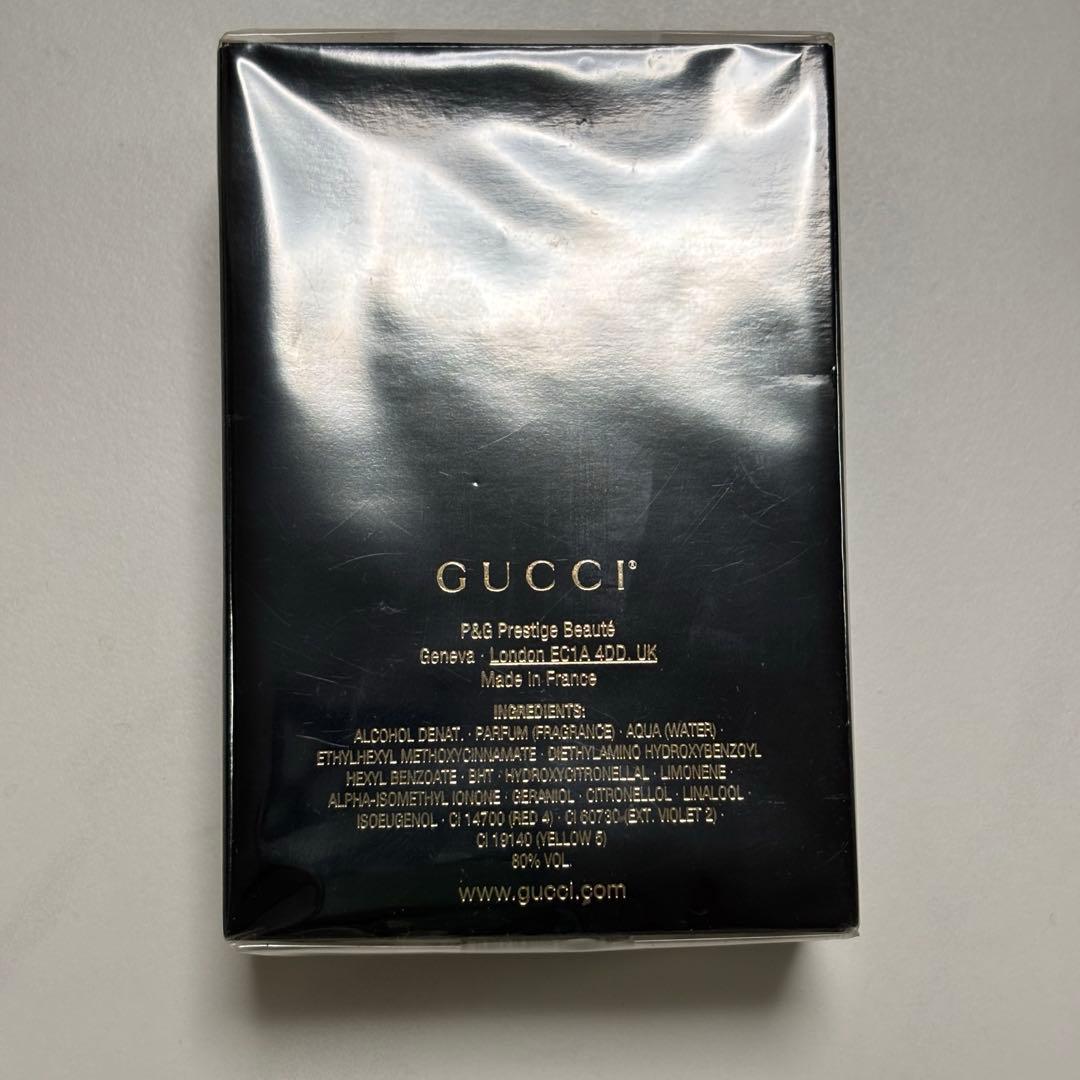 GUCCI®
P&G Prestige Beauté
Geneva · London EC1A 4DD, UK
Made in France
INGREDIENTS:
ALCOHOL DENAT. · PARFUM (FRAGRANCE) · AQUA (WATER) ·
ETHYLHEXYL METHOXYCINNAMATE · DIETHYLAMINO HYDROXYBENZOYL
HEXYL BENZOATE · BHT · HYDROXYCITRONELLAL · LIMONENE ·
ALPHA-ISOMETHYL IONONE · GERANIOL · CITRONELLOL · LINALOOL ·
ISOEUGENOL · CI 14700 (RED 4) · CI 60730 (EXT. VIOLET 2) ·
CI 19140 (YELLOW 5)
80% VOL.
www.gucci.com